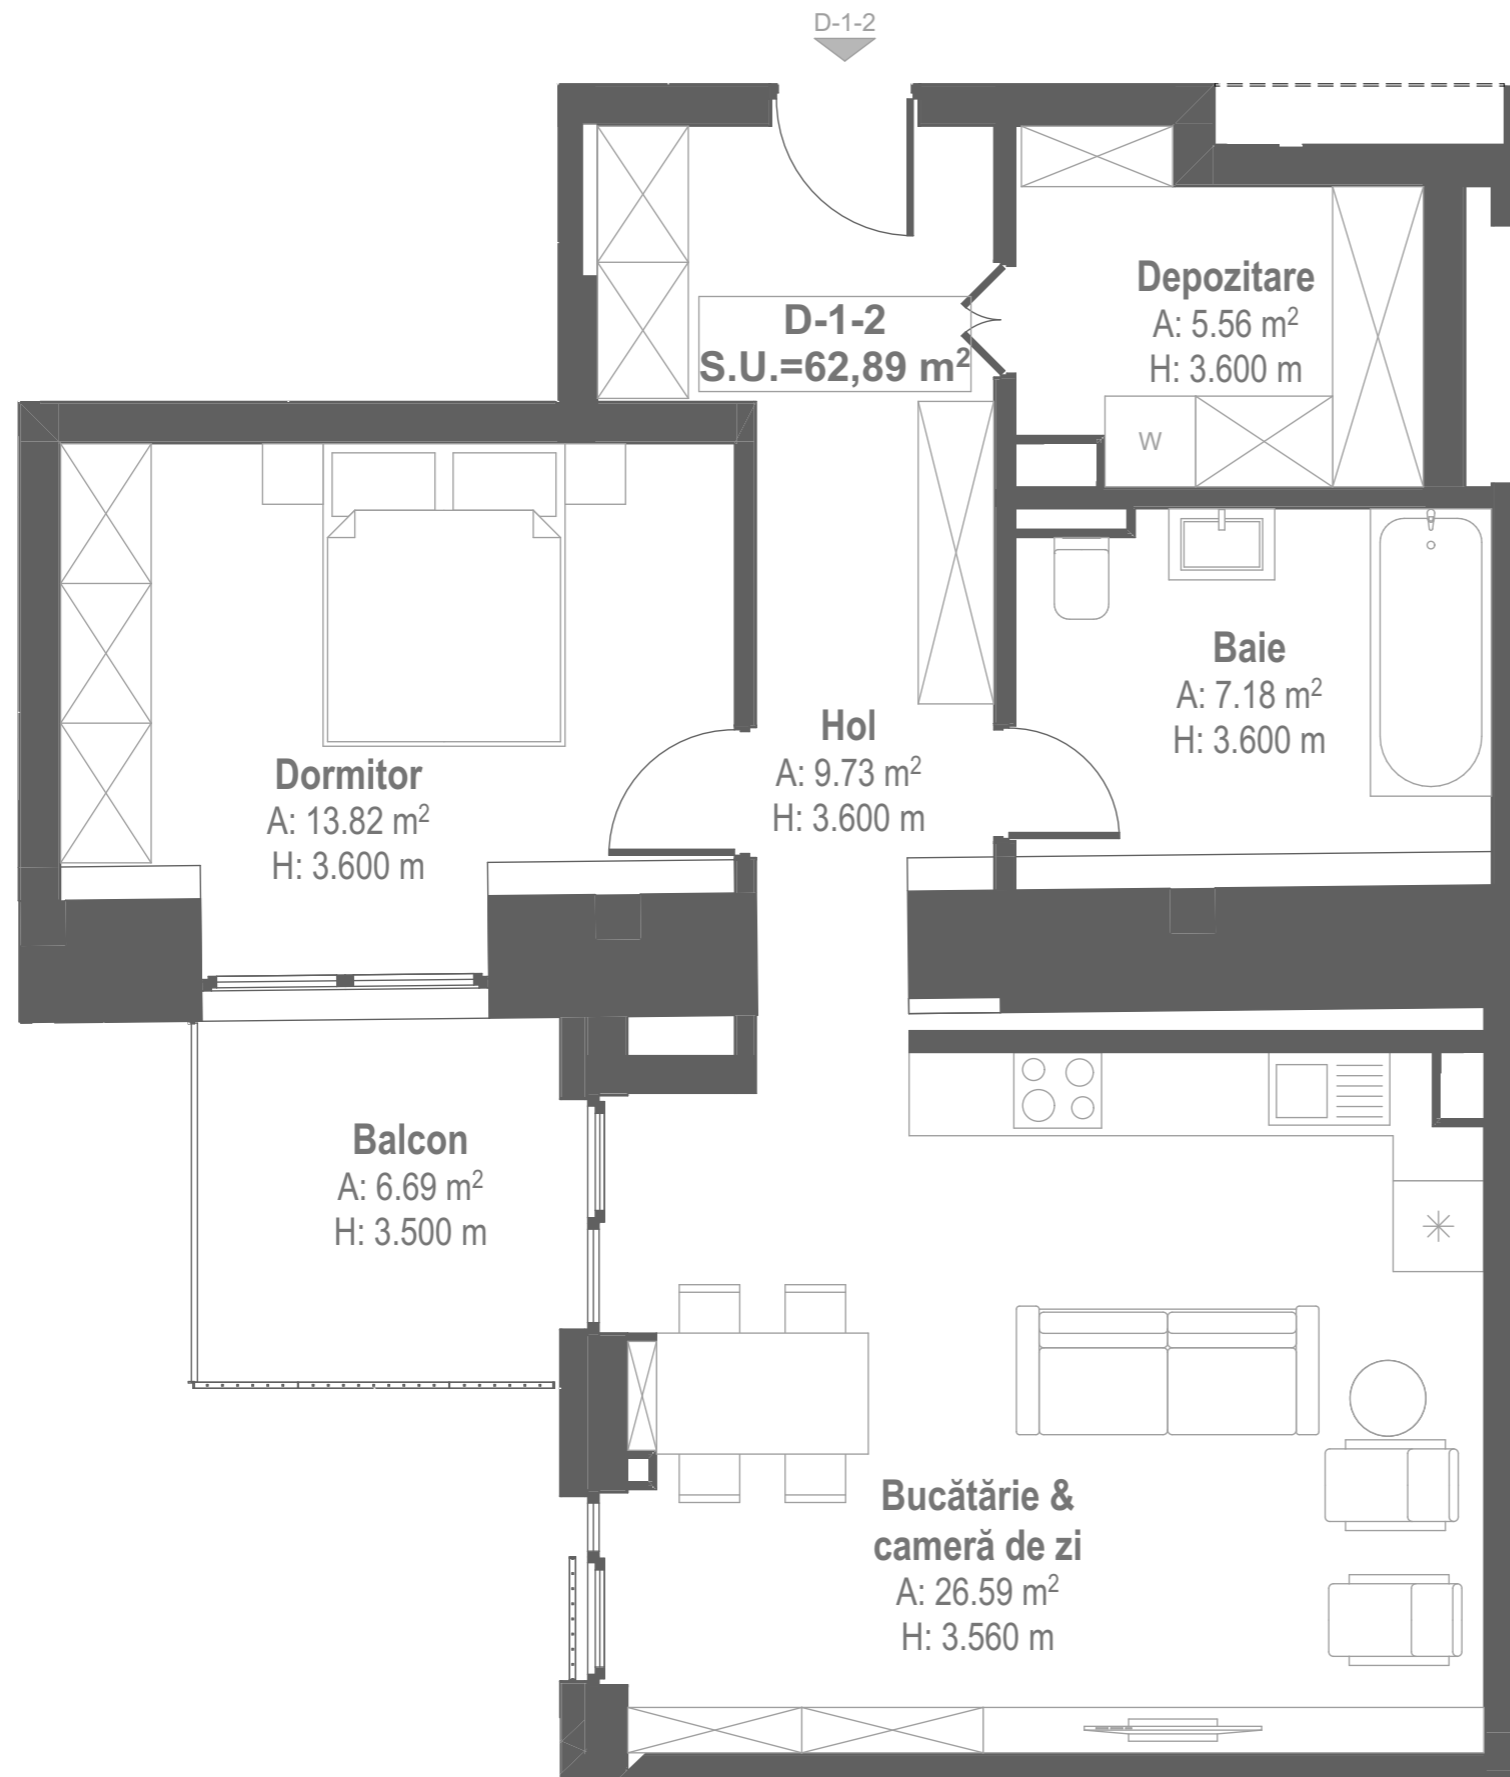 D-1-2
D-1-2
S.U.=62,89 m²
Depozitare
A: 5.56 m²
H: 3.600 m
W
Baie
A: 7.18 m²
H: 3.600 m
Hol
A: 9.73 m²
H: 3.600 m
Dormitor
A: 13.82 m²
H: 3.600 m
Balcon
A: 6.69 m²
H: 3.500 m
Bucătărie &
cameră de zi
A: 26.59 m²
H: 3.560 m